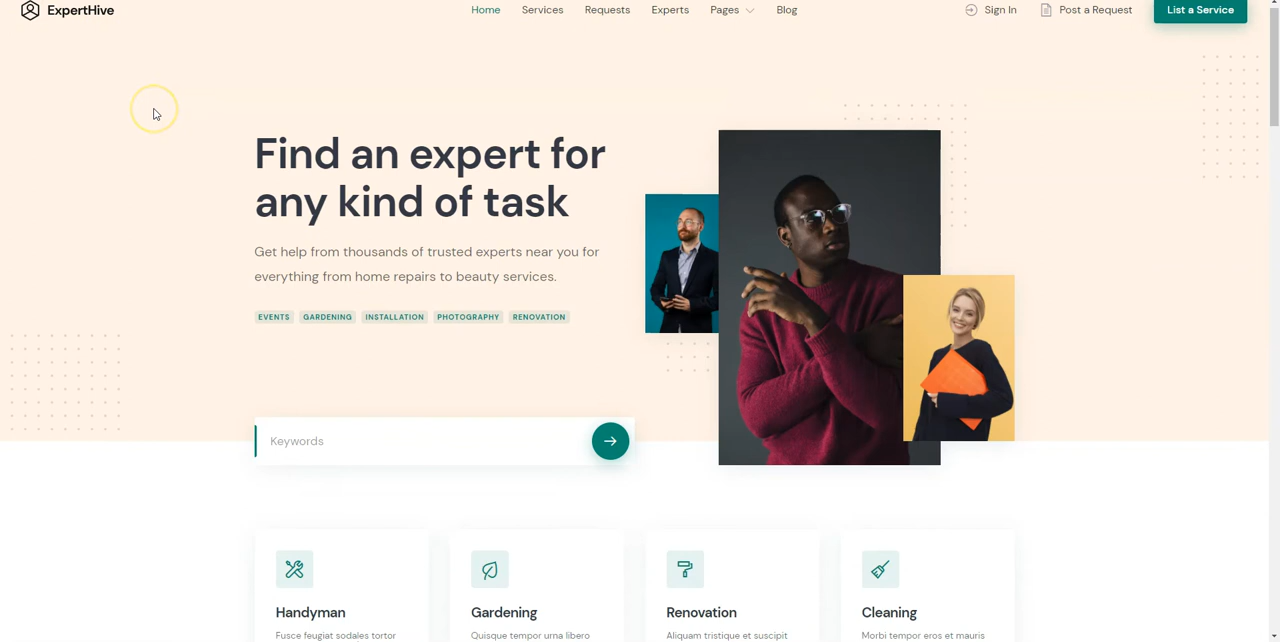 ExpertHive
Home Services Requests Experts Pages Blog
Sign In Post a Request List a Service
Find an expert for
any kind of task
Get help from thousands of trusted experts near you for
everything from home repairs to beauty services.
EVENTS GARDENING INSTALLATION PHOTOGRAPHY RENOVATION
Keywords
Handyman
Fusce feugiat sodales tortor
Gardening
Quisque tempor urna libero
Renovation
Aliquam tristique et suscipit
Cleaning
Morbi tempor eros et mauris